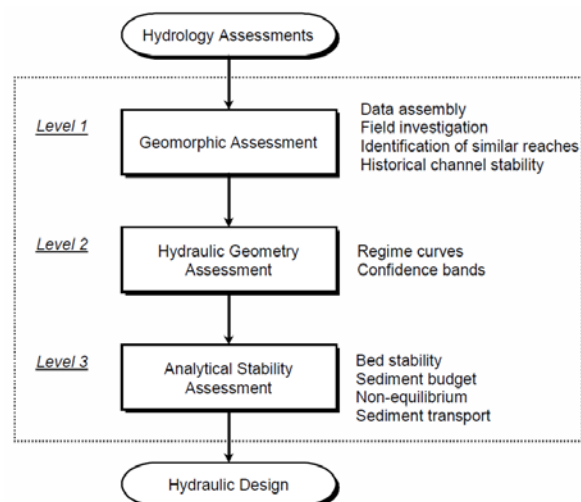 Hydrology Assessments
Level 1
Geomorphic Assessment
Data assembly
Field investigation
Identification of similar reaches
Historical channel stability
Level 2
Hydraulic Geometry
Assessment
Regime curves
Confidence bands
Level 3
Analytical Stability
Assessment
Bed stability
Sediment budget
Non-equilibrium
Sediment transport
Hydraulic Design